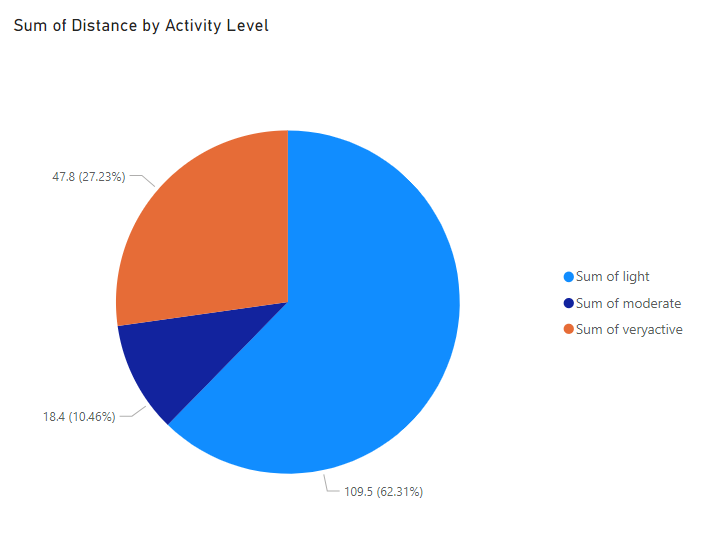 Sum of Distance by Activity Level
47.8 (27.23%)
18.4 (10.46%)
109.5 (62.31%)
Sum of light
Sum of moderate
Sum of veryactive